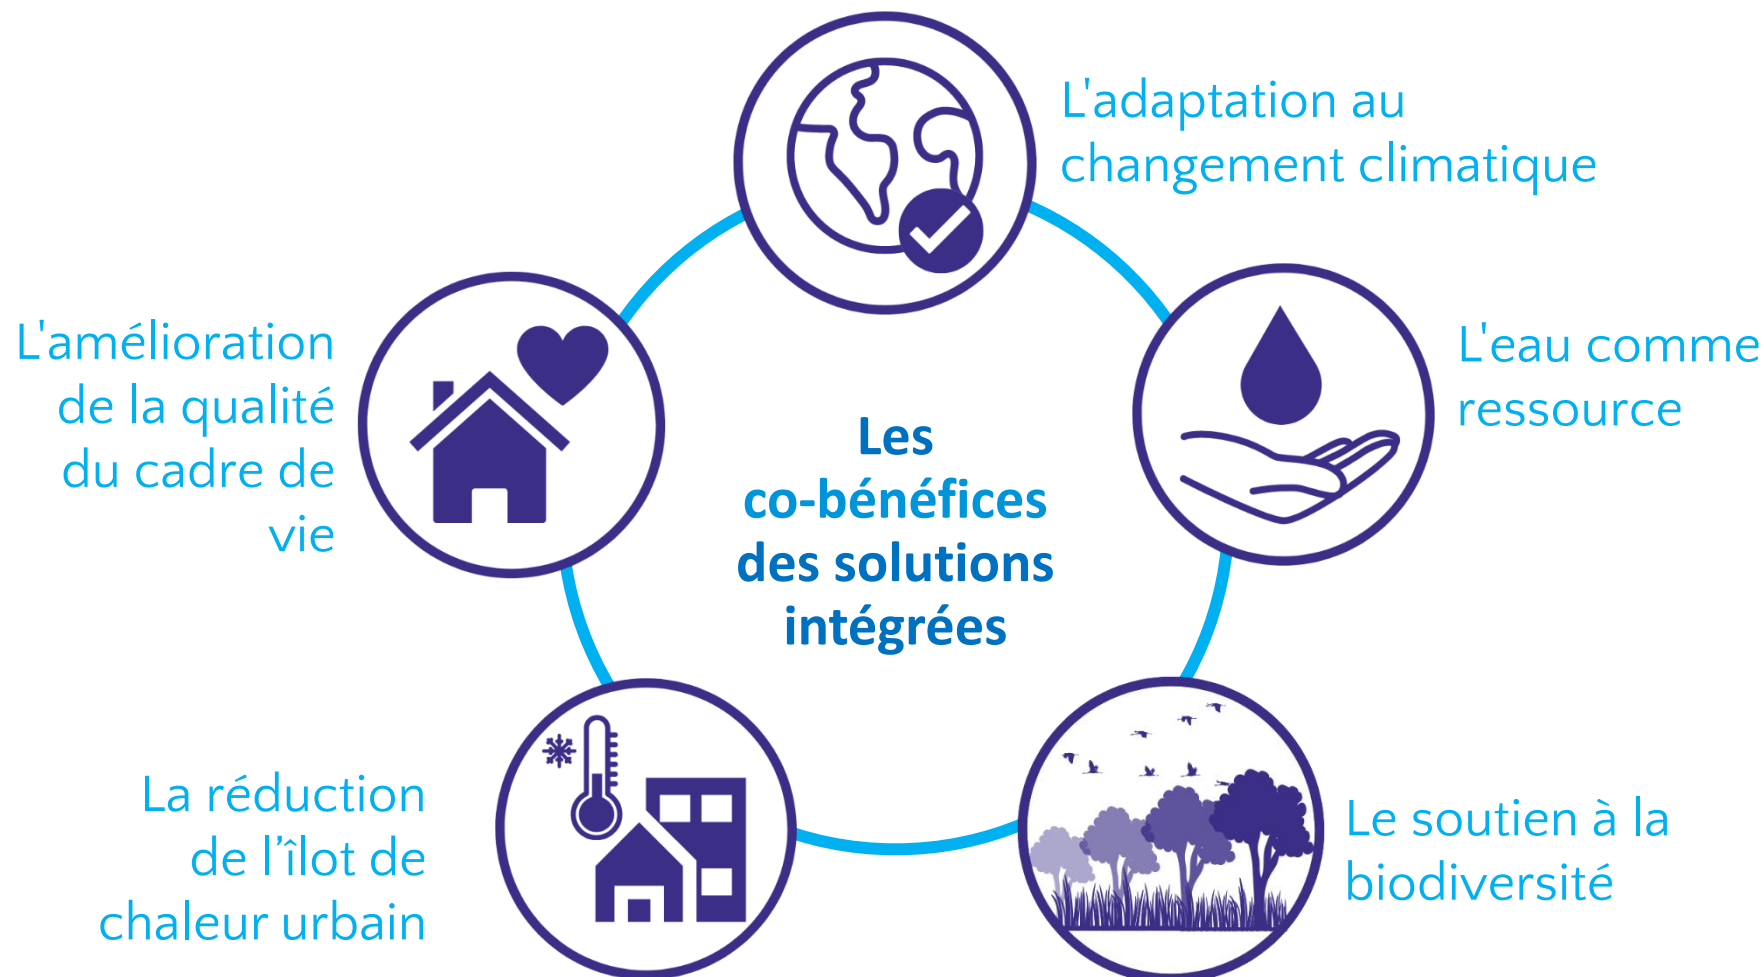 L'adaptation au
changement climatique
L'eau comme
ressource
Le soutien à la
biodiversité
La réduction
de l’îlot de
chaleur urbain
L'amélioration
de la qualité
du cadre de
vie
Les
co-bénéfices
des solutions
intégrées